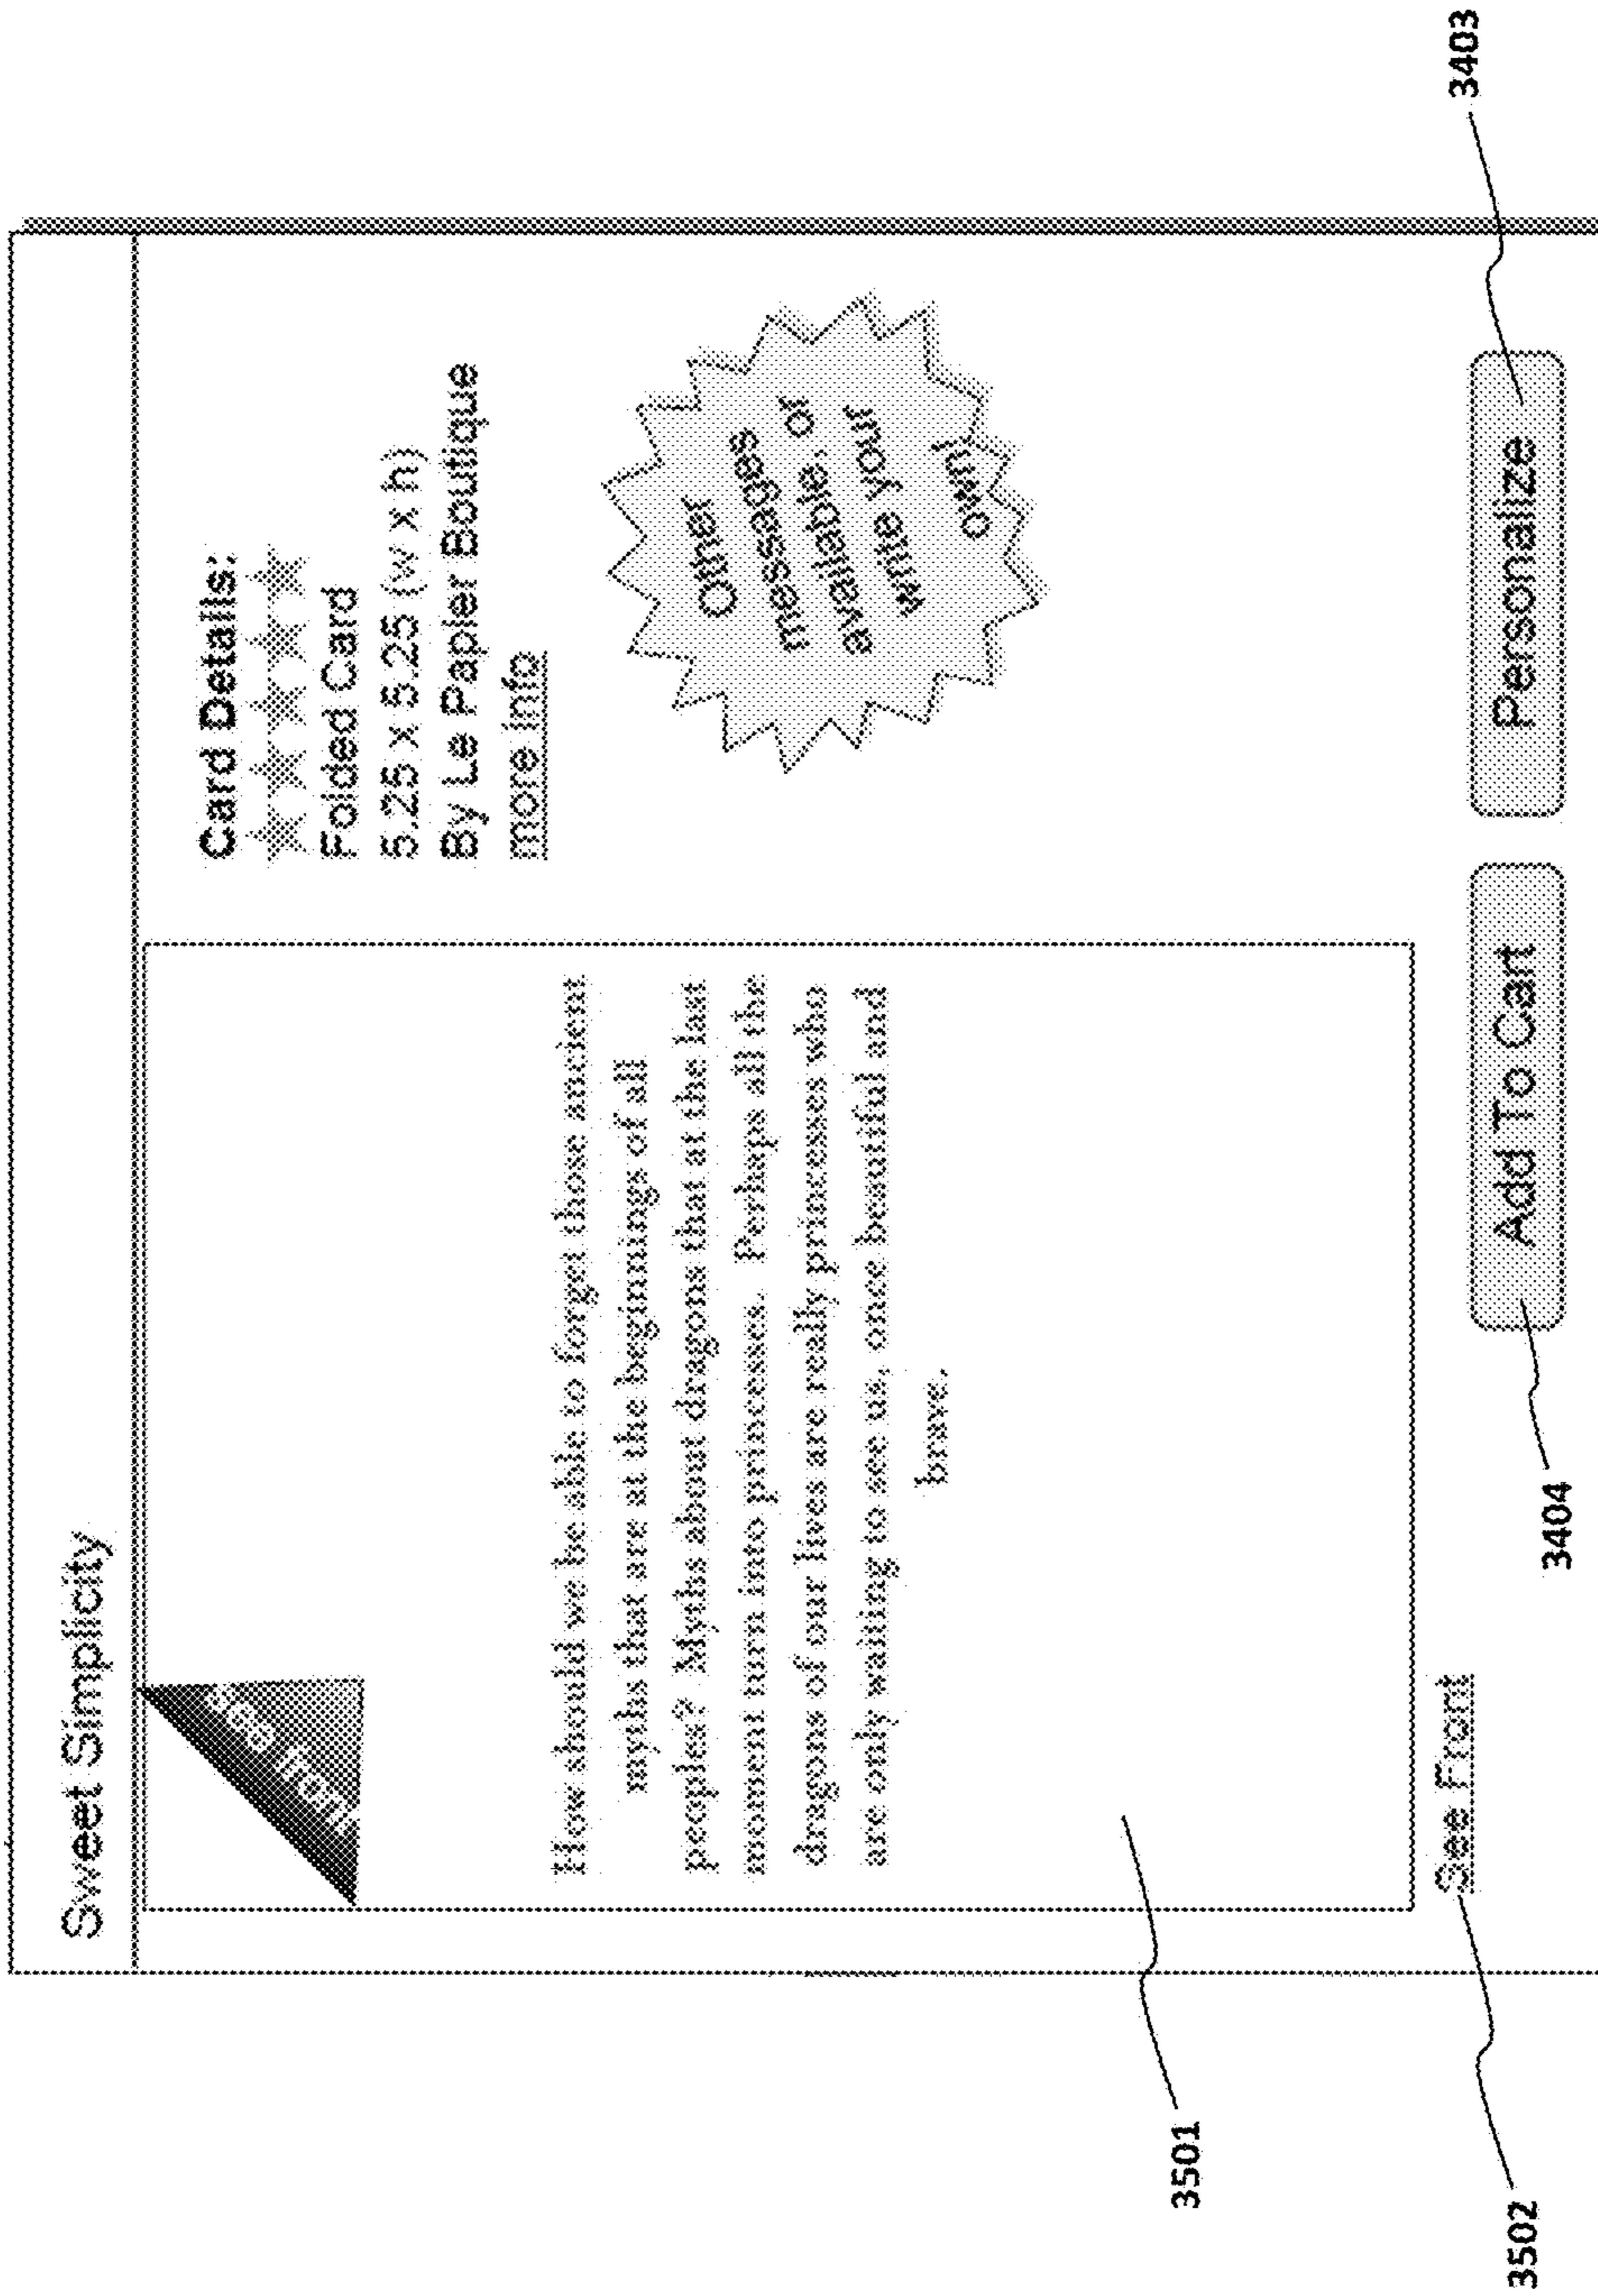 Sweet Simplicity
How should we be able to forget those ancient
myths that are at the beginnings of all
peoples? Myths about dragons that at the last
moment turn into princesses. Perhaps all the
dragons of our lives are really princesses who
are only waiting to see us, once beautiful and
brave.
See Front
Card Details:
Folded Card
5.25 x 5.25 (w x h)
By Le Papier Boutique
more info
Other
messages
available, or
write your
own!
Add To Cart
Personalize
3501
3502
3404
3403